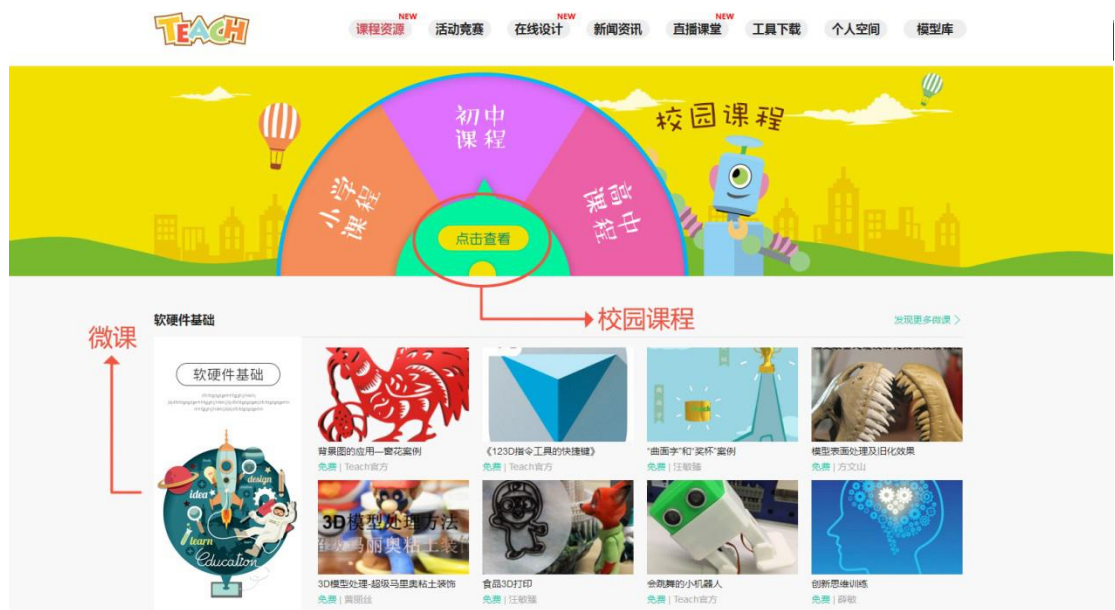 TEACH
NEW NEW NEW
课程资源 活动竞赛 在线设计 新闻资讯 直播课堂 工具下载 个人空间 模型库
初中
课程
小学
课程
高中
课程
校园课程
点击查看
校园课程
微课
软硬件基础
发现更多微课
软硬件基础
idea
design
learn
Education
背景图的应用—窗花案例
免费 | Teach官方
《123D指令工具的快捷键》
免费 | Teach官方
“曲面字”和“奖杯”案例
免费 | 汪敏臻
模型表面处理及旧化效果
免费 | 方文山
3D模型处理方法
3D模型处理-超级马里奥粘土装饰
免费 | 黄丽丝
食品3D打印
免费 | 汪敏臻
会跳舞的小机器人
免费 | Teach官方
创新思维训练
免费 | 薛敏